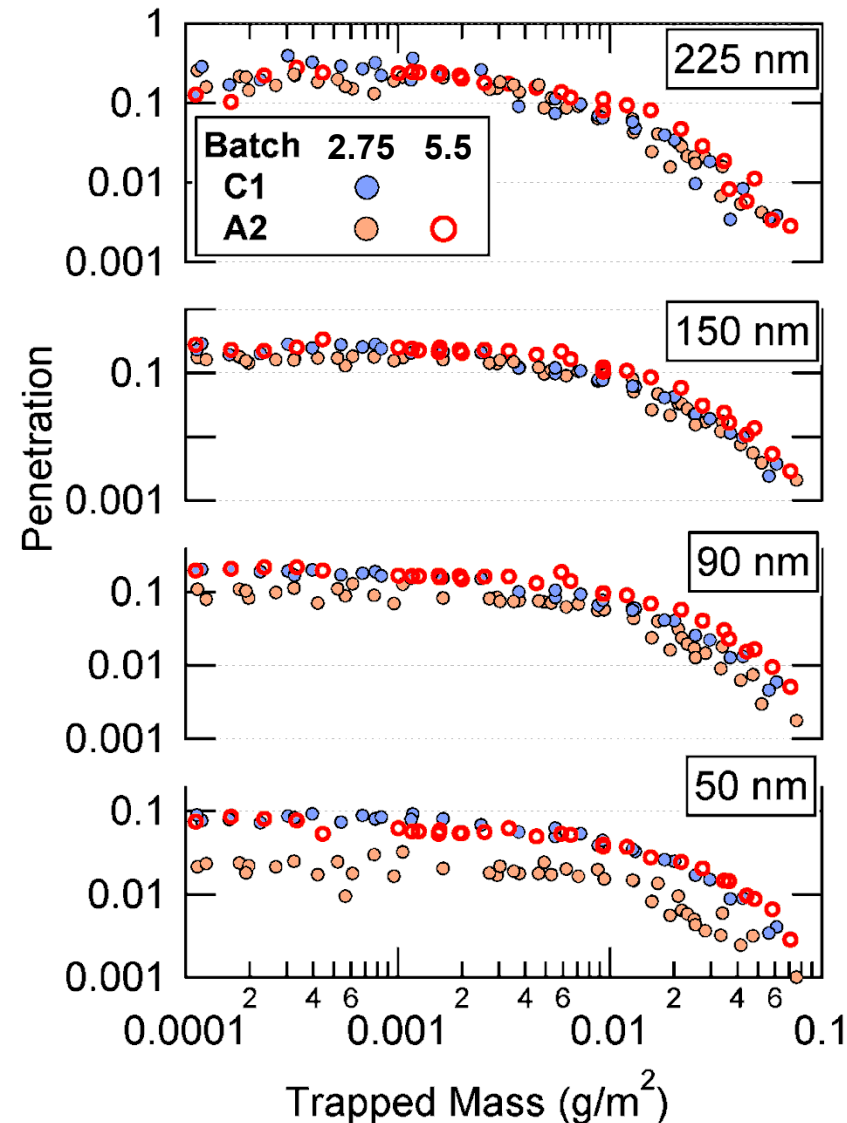 1
225 nm
0.1
Batch 2.75 5.5
C1
A2
0.01
0.001
150 nm
0.1
0.001
Penetration
90 nm
0.1
0.01
0.001
50 nm
0.1
0.01
0.001
2 4 6 2 4 6 2 4 6
0.0001 0.001 0.01 0.1
Trapped Mass (g/m²)